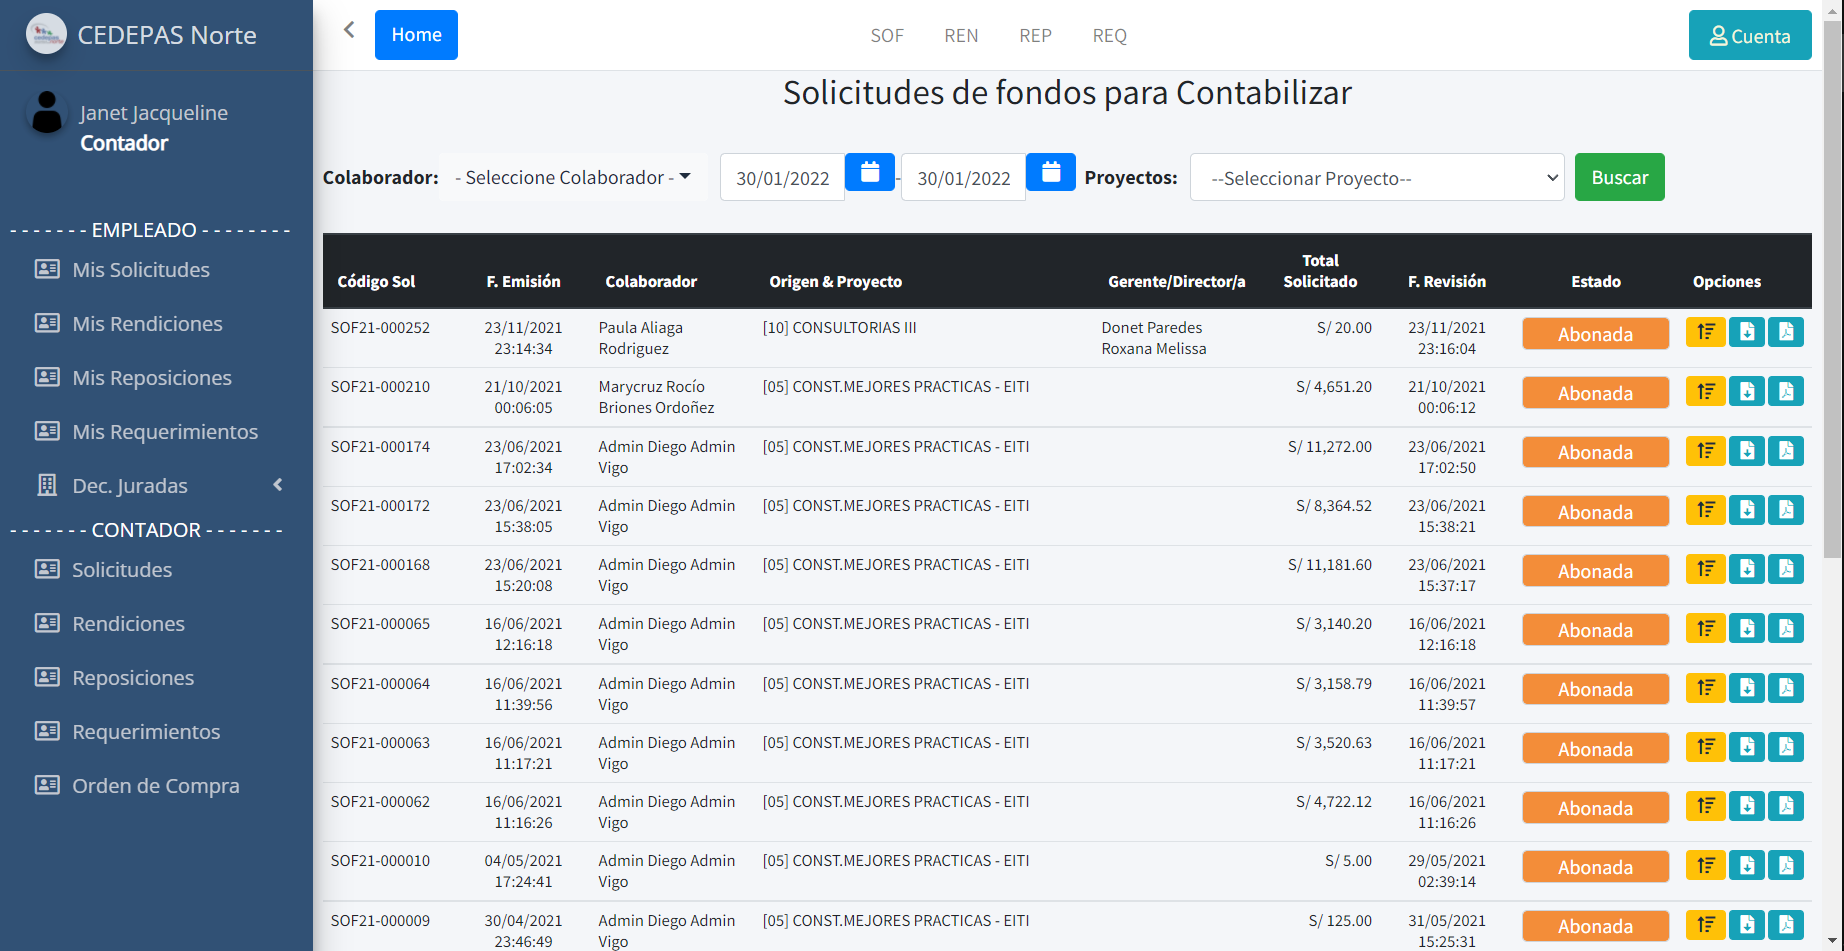 CEDEPAS Norte
Janet Jacqueline
Contador
- - - - - - - EMPLEADO - - - - - - - -
Mis Solicitudes
Mis Rendiciones
Mis Reposiciones
Mis Requerimientos
Dec. Juradas
- - - - - - - CONTADOR - - - - - - -
Solicitudes
Rendiciones
Reposiciones
Requerimientos
Orden de Compra
Home SOF REN REP REQ Cuenta
Solicitudes de fondos para Contabilizar
Colaborador: - Seleccione Colaborador - 30/01/2022 - 30/01/2022 Proyectos: --Seleccionar Proyecto-- Buscar
Total
Código Sol F. Emisión Colaborador Origen & Proyecto Gerente/Director/a Solicitado F. Revisión Estado Opciones
SOF21-000252 23/11/2021 Paula Aliaga [10] CONSULTORIAS III Donet Paredes S/ 20.00 23/11/2021 Abonada
23:14:34 Rodriguez Roxana Melissa 23:16:04
SOF21-000210 21/10/2021 Marycruz Rocío [05] CONST.MEJORES PRACTICAS - EITI S/ 4,651.20 21/10/2021 Abonada
00:06:05 Briones Ordoñez 00:06:12
SOF21-000174 23/06/2021 Admin Diego Admin [05] CONST.MEJORES PRACTICAS - EITI S/ 11,272.00 23/06/2021 Abonada
17:02:34 Vigo 17:02:50
SOF21-000172 23/06/2021 Admin Diego Admin [05] CONST.MEJORES PRACTICAS - EITI S/ 8,364.52 23/06/2021 Abonada
15:38:05 Vigo 15:38:21
SOF21-000168 23/06/2021 Admin Diego Admin [05] CONST.MEJORES PRACTICAS - EITI S/ 11,181.60 23/06/2021 Abonada
15:20:08 Vigo 15:37:17
SOF21-000065 16/06/2021 Admin Diego Admin [05] CONST.MEJORES PRACTICAS - EITI S/ 3,140.20 16/06/2021 Abonada
12:16:18 Vigo 12:16:18
SOF21-000064 16/06/2021 Admin Diego Admin [05] CONST.MEJORES PRACTICAS - EITI S/ 3,158.79 16/06/2021 Abonada
11:39:56 Vigo 11:39:57
SOF21-000063 16/06/2021 Admin Diego Admin [05] CONST.MEJORES PRACTICAS - EITI S/ 3,520.63 16/06/2021 Abonada
11:17:21 Vigo 11:17:21
SOF21-000062 16/06/2021 Admin Diego Admin [05] CONST.MEJORES PRACTICAS - EITI S/ 4,722.12 16/06/2021 Abonada
11:16:26 Vigo 11:16:26
SOF21-000010 04/05/2021 Admin Diego Admin [05] CONST.MEJORES PRACTICAS - EITI S/ 5.00 29/05/2021 Abonada
17:24:41 Vigo 02:39:14
SOF21-000009 30/04/2021 Admin Diego Admin [05] CONST.MEJORES PRACTICAS - EITI S/ 125.00 31/05/2021 Abonada
23:46:49 Vigo 15:25:31